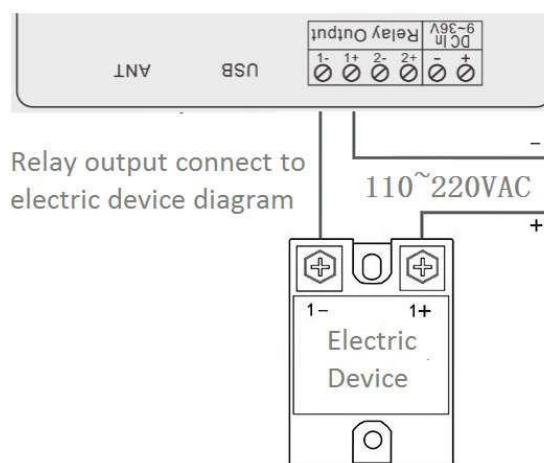 Relay Output
DC In
9~36V
1- 1+ 2- 2+ - +
ANT USB
Relay output connect to
electric device diagram
-
110~220VAC
+
1- 1+
Electric
Device